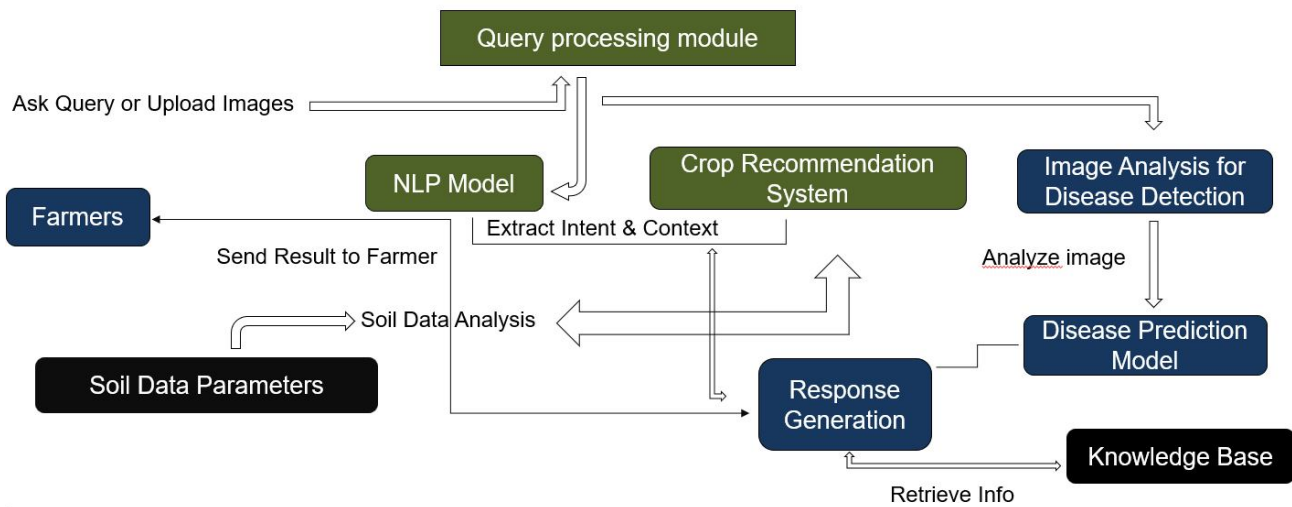 Query processing module
Ask Query or Upload Images
NLP Model
Crop Recommendation
System
Image Analysis for
Disease Detection
Farmers
Extract Intent & Context
Send Result to Farmer
Analyze image
Soil Data Analysis
Disease Prediction
Model
Soil Data Parameters
Response
Generation
Knowledge Base
Retrieve Info